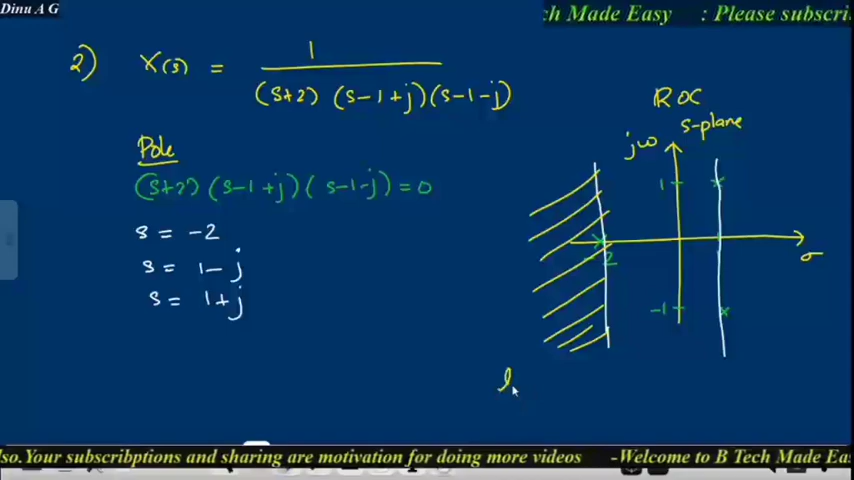 Dinu A G
ch Made Easy : Please subscri
2) X(s) = 1 / (s+2) (s-1+j)(s-1-j)
Pole
(s+2) (s-1+j)(s-1-j) = 0
s = -2
s = 1-j
s = 1+j
ROC
s-plane
jω
1
-2
σ
-1
l
lso.Your subscribptions and sharing are motivation for doing more videos -Welcome to B Tech Made Eas